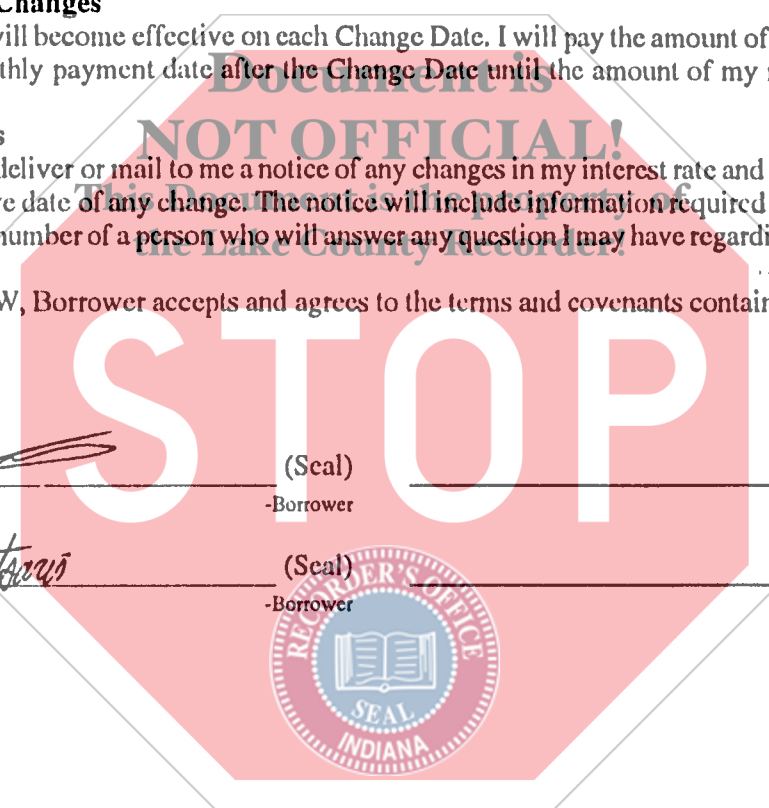 Changes
will become effective on each Change Date. I will pay the amount of
thly payment date after the Change Date until the amount of my
Document is
NOT OFFICIAL!
s
deliver or mail to me a notice of any changes in my interest rate and
This Document is the property of
e date of any change. The notice will include information required
the Lake County Recorder!
number of a person who will answer any question I may have regardi
W, Borrower accepts and agrees to the terms and covenants contain
STOP
(Seal)
-Borrower
(Seal)
-Borrower
RECORDER'S OFFICE
SEAL
INDIANA